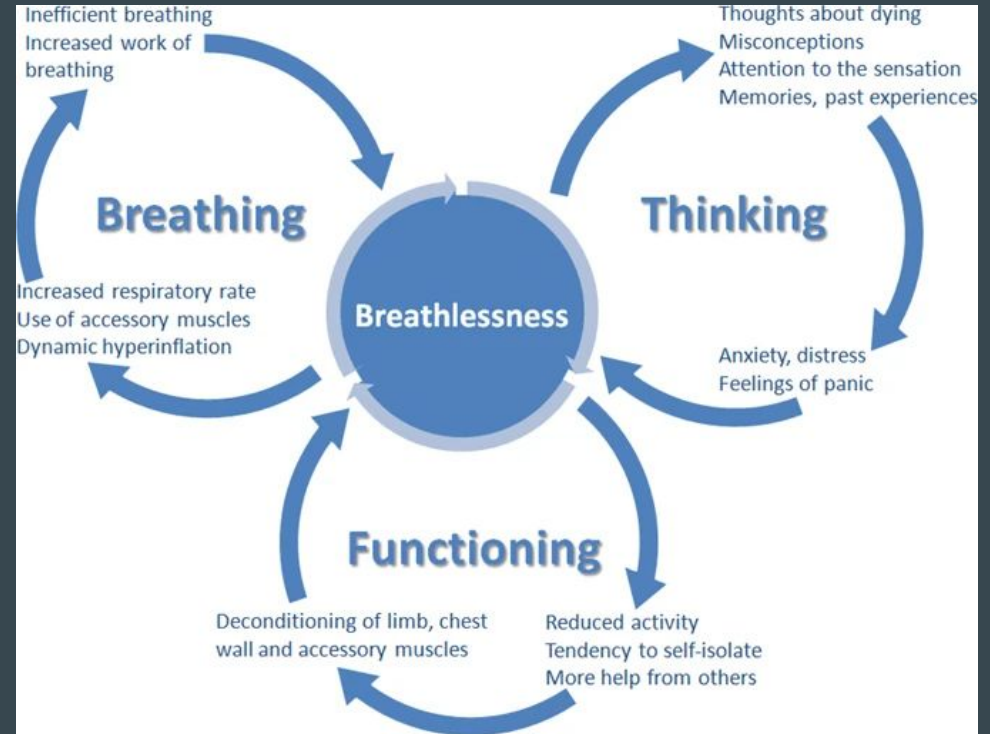 Inefficient breathing
Increased work of
breathing
Thoughts about dying
Misconceptions
Attention to the sensation
Memories, past experiences
Breathing
Thinking
Breathlessness
Increased respiratory rate
Use of accessory muscles
Dynamic hyperinflation
Anxiety, distress
Feelings of panic
Functioning
Deconditioning of limb, chest
wall and accessory muscles
Reduced activity
Tendency to self-isolate
More help from others